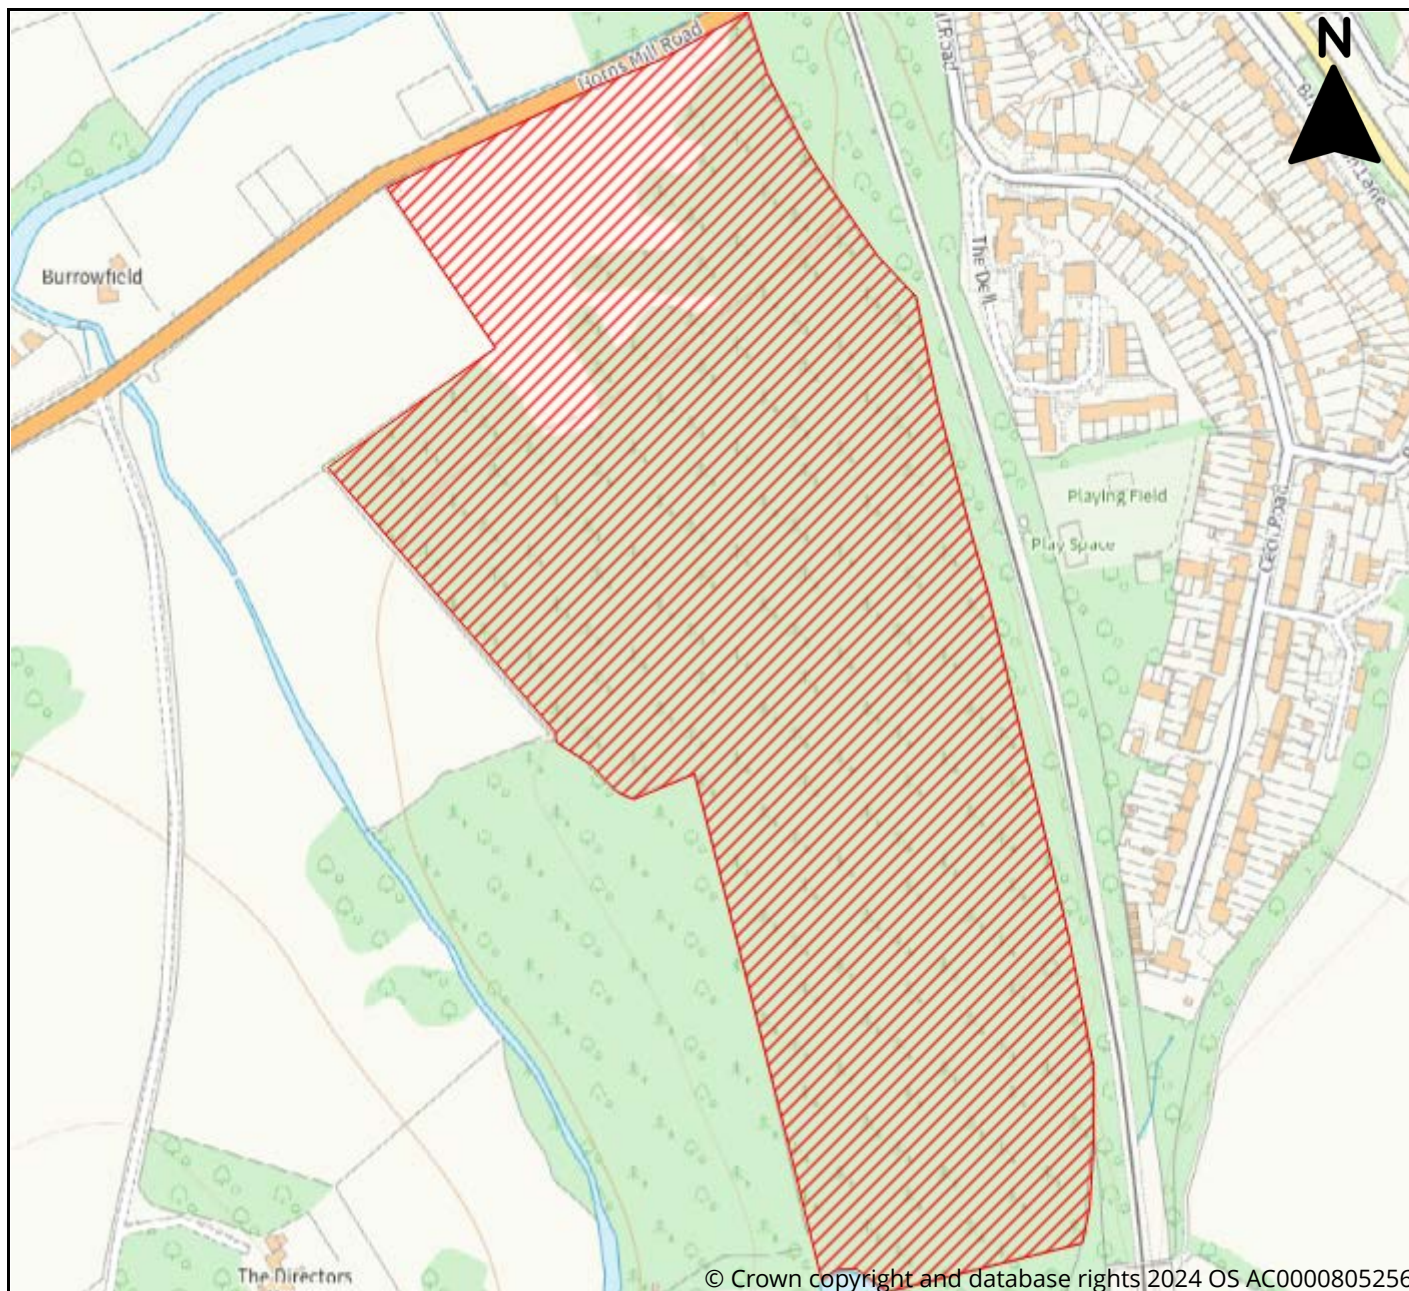 N
Horns Mill Road
Burrowfield
The Dell
Playing Field
Play Space
Cecil Road
The Directors
© Crown copyright and database rights 2024 OS AC0000805256